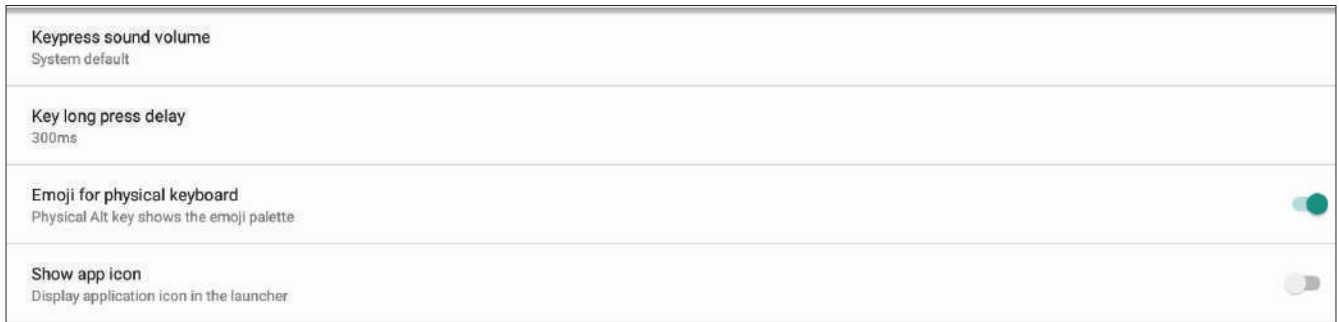 Keypress sound volume
System default
Key long press delay
300ms
Emoji for physical keyboard
Physical Alt key shows the emoji palette
Show app icon
Display application icon in the launcher